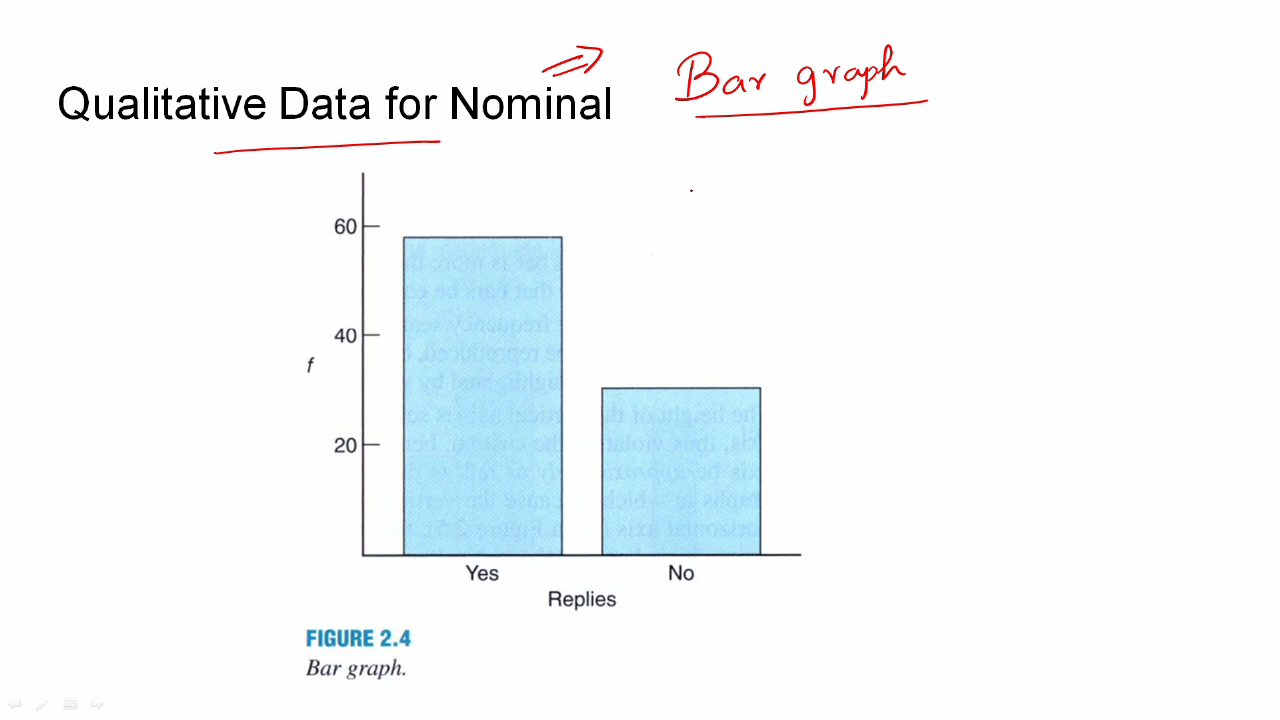 Qualitative Data for Nominal ⇒ Bar graph
60
40
f
20
Yes No
Replies
FIGURE 2.4
Bar graph.